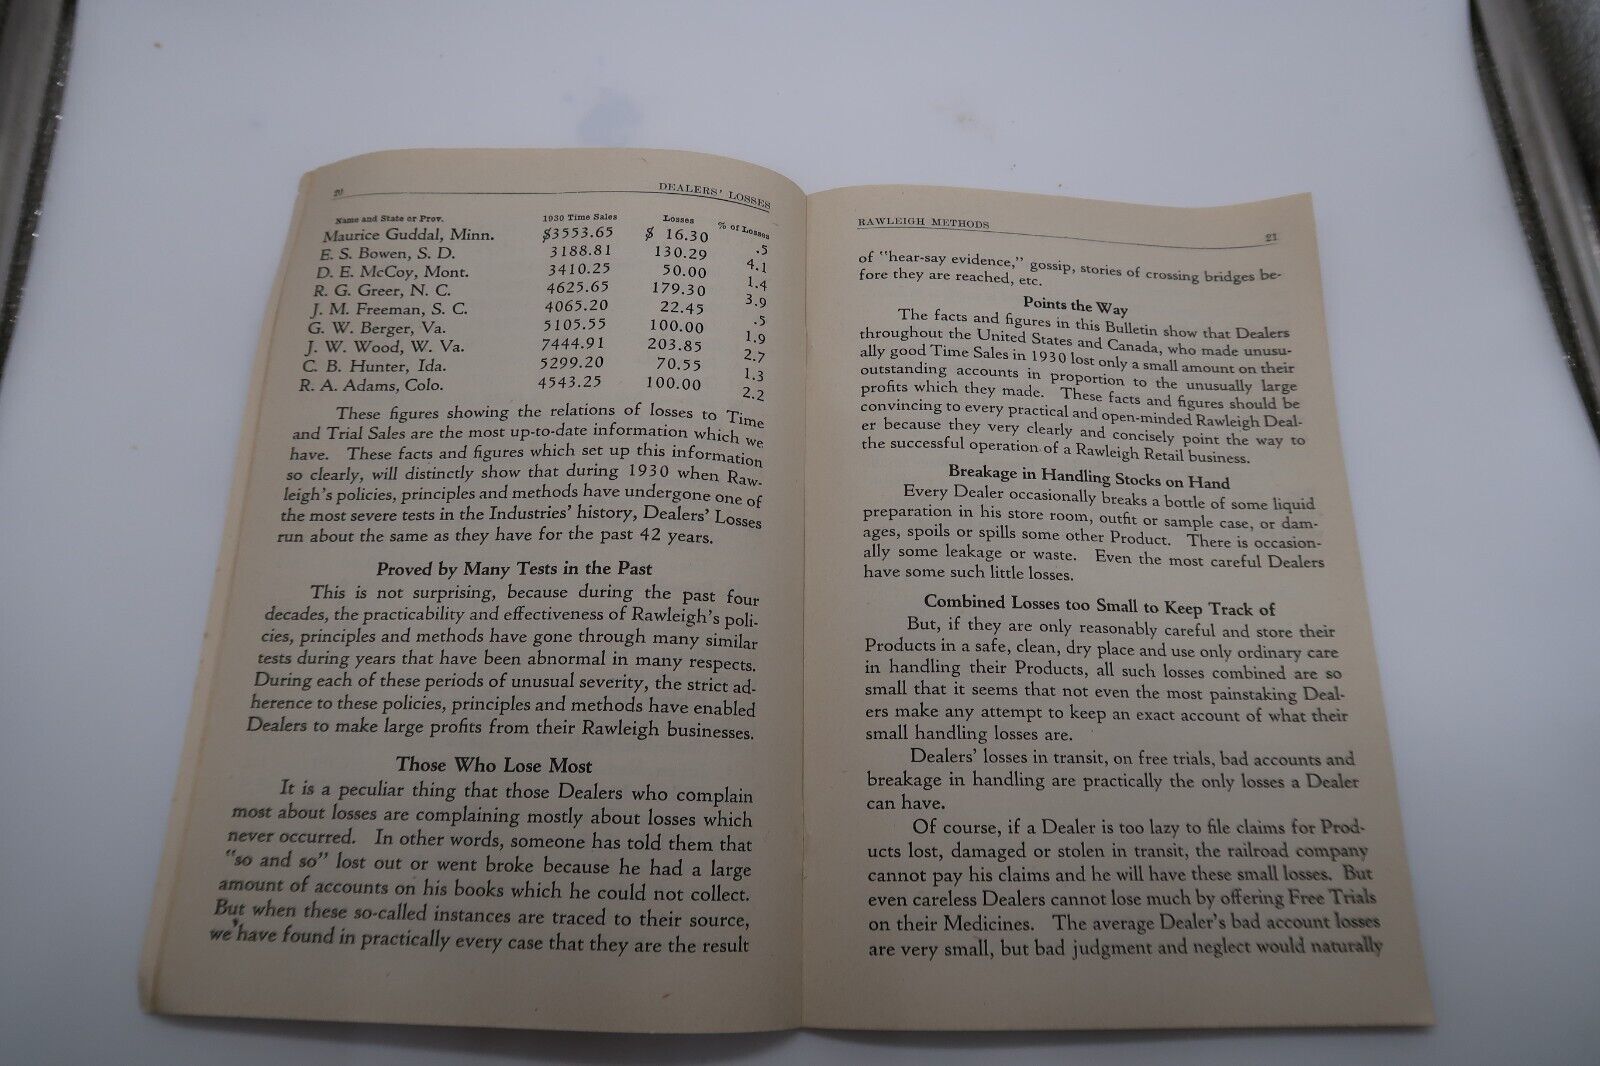 20 DEALERS' LOSSES
Name and State or Prov. 1930 Time Sales Losses % of Losses
Maurice Guddal, Minn. $3553.65 $ 16.30 .5
E. S. Bowen, S. D. 3188.81 130.29 4.1
D. E. McCoy, Mont. 3410.25 50.00 1.4
R. G. Greer, N. C. 4625.65 179.30 3.9
J. M. Freeman, S. C. 4065.20 22.45 .5
G. W. Berger, Va. 5105.55 100.00 1.9
J. W. Wood, W. Va. 7444.91 203.85 2.7
C. B. Hunter, Ida. 5299.20 70.55 1.3
R. A. Adams, Colo. 4543.25 100.00 2.2
These figures showing the relations of losses to Time
and Trial Sales are the most up-to-date information which we
have. These facts and figures which set up this information
so clearly, will distinctly show that during 1930 when Raw-
leigh's policies, principles and methods have undergone one of
the most severe tests in the Industries' history, Dealers' Losses
run about the same as they have for the past 42 years.
Proved by Many Tests in the Past
This is not surprising, because during the past four
decades, the practicability and effectiveness of Rawleigh's poli-
cies, principles and methods have gone through many similar
tests during years that have been abnormal in many respects.
During each of these periods of unusual severity, the strict ad-
herence to these policies, principles and methods have enabled
Dealers to make large profits from their Rawleigh businesses.
Those Who Lose Most
It is a peculiar thing that those Dealers who complain
most about losses are complaining mostly about losses which
never occurred. In other words, someone has told them that
"so and so" lost out or went broke because he had a large
amount of accounts on his books which he could not collect.
But when these so-called instances are traced to their source,
we have found in practically every case that they are the result
RAWLEIGH METHODS 21
of "hear-say evidence," gossip, stories of crossing bridges be-
fore they are reached, etc.
Points the Way
The facts and figures in this Bulletin show that Dealers
throughout the United States and Canada, who made unusu-
ally good Time Sales in 1930 lost only a small amount on their
outstanding accounts in proportion to the unusually large
profits which they made. These facts and figures should be
convincing to every practical and open-minded Rawleigh Deal-
er because they very clearly and concisely point the way to
the successful operation of a Rawleigh Retail business.
Breakage in Handling Stocks on Hand
Every Dealer occasionally breaks a bottle of some liquid
preparation in his store room, outfit or sample case, or dam-
ages, spoils or spills some other Product. There is occasion-
ally some leakage or waste. Even the most careful Dealers
have some such little losses.
Combined Losses too Small to Keep Track of
But, if they are only reasonably careful and store their
Products in a safe, clean, dry place and use only ordinary care
in handling their Products, all such losses combined are so
small that it seems that not even the most painstaking Deal-
ers make any attempt to keep an exact account of what their
small handling losses are.
Dealers' losses in transit, on free trials, bad accounts and
breakage in handling are practically the only losses a Dealer
can have.
Of course, if a Dealer is too lazy to file claims for Prod-
ucts lost, damaged or stolen in transit, the railroad company
cannot pay his claims and he will have these small losses. But
even careless Dealers cannot lose much by offering Free Trials
on their Medicines. The average Dealer's bad account losses
are very small, but bad judgment and neglect would naturally